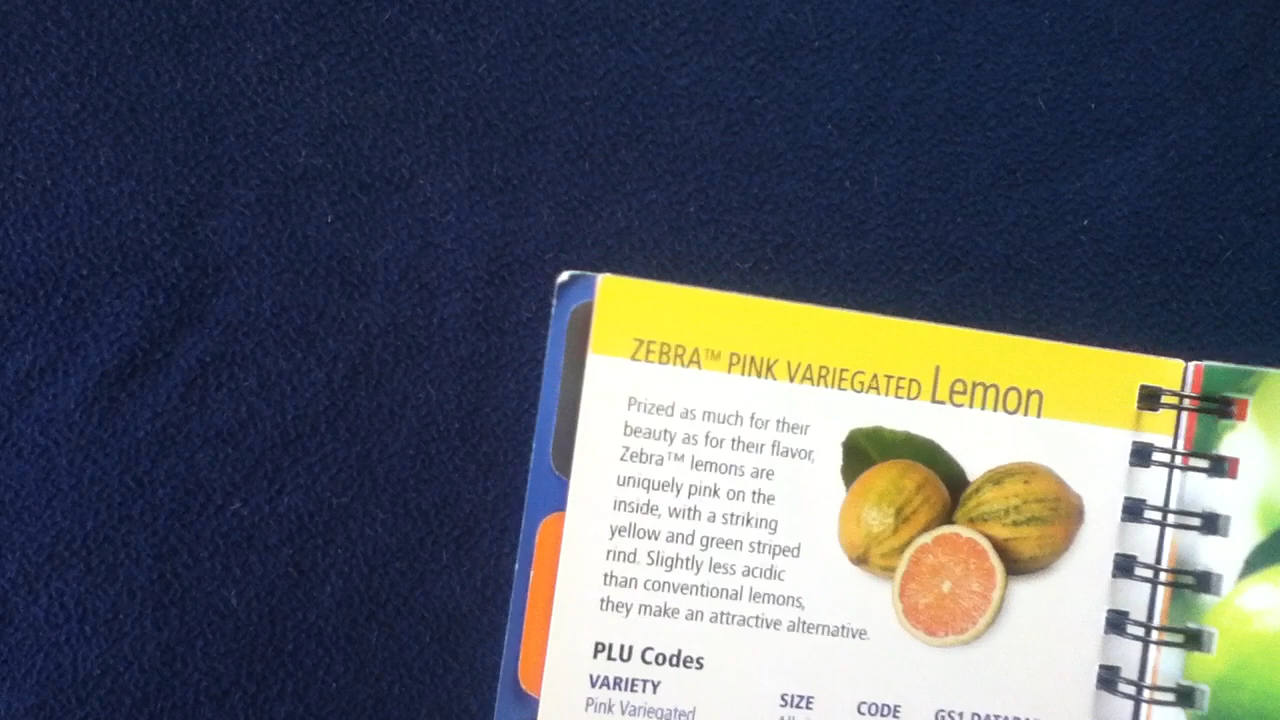 ZEBRA™ PINK VARIEGATED Lemon
Prized as much for their
beauty as for their flavor,
Zebra™ lemons are
uniquely pink on the
inside, with a striking
yellow and green striped
rind. Slightly less acidic
than conventional lemons,
they make an attractive alternative.
PLU Codes
VARIETY SIZE CODE GS1
Pink Variegated